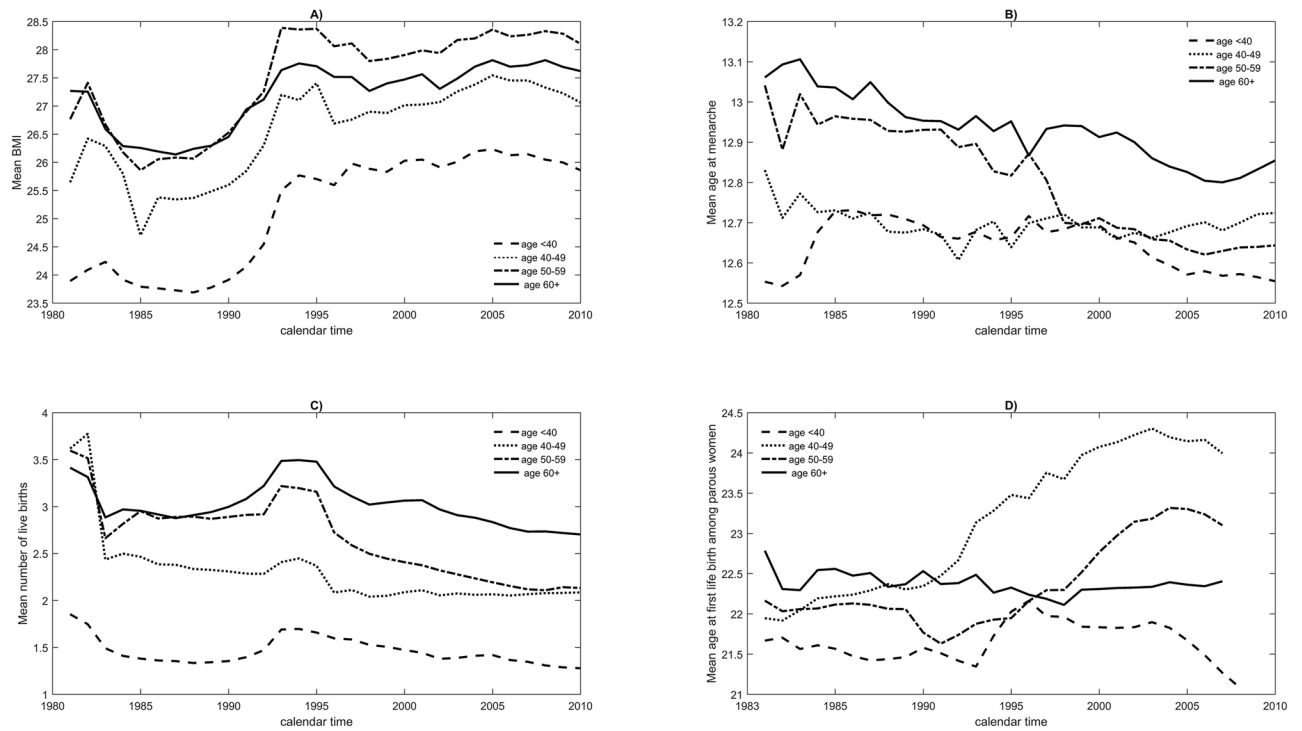 A)
Mean BMI
28.5
28
27.5
27
26.5
26
25.5
25
24.5
24
23.5
age <40
age 40-49
age 50-59
age 60+
1980 1985 1990 1995 2000 2005 2010
calendar time
B)
Mean age at menarche
13.2
13.1
13
12.9
12.8
12.7
12.6
12.5
age <40
age 40-49
age 50-59
age 60+
1980 1985 1990 1995 2000 2005 2010
calendar time
C)
Mean number of live births
4
3.5
3
2.5
2
1.5
1
age <40
age 40-49
age 50-59
age 60+
1980 1985 1990 1995 2000 2005 2010
calendar time
D)
Mean age at first life birth among parous women
24.5
24
23.5
23
22.5
22
21.5
21
age <40
age 40-49
age 50-59
age 60+
1983 1985 1990 1995 2000 2005 2010
calendar time